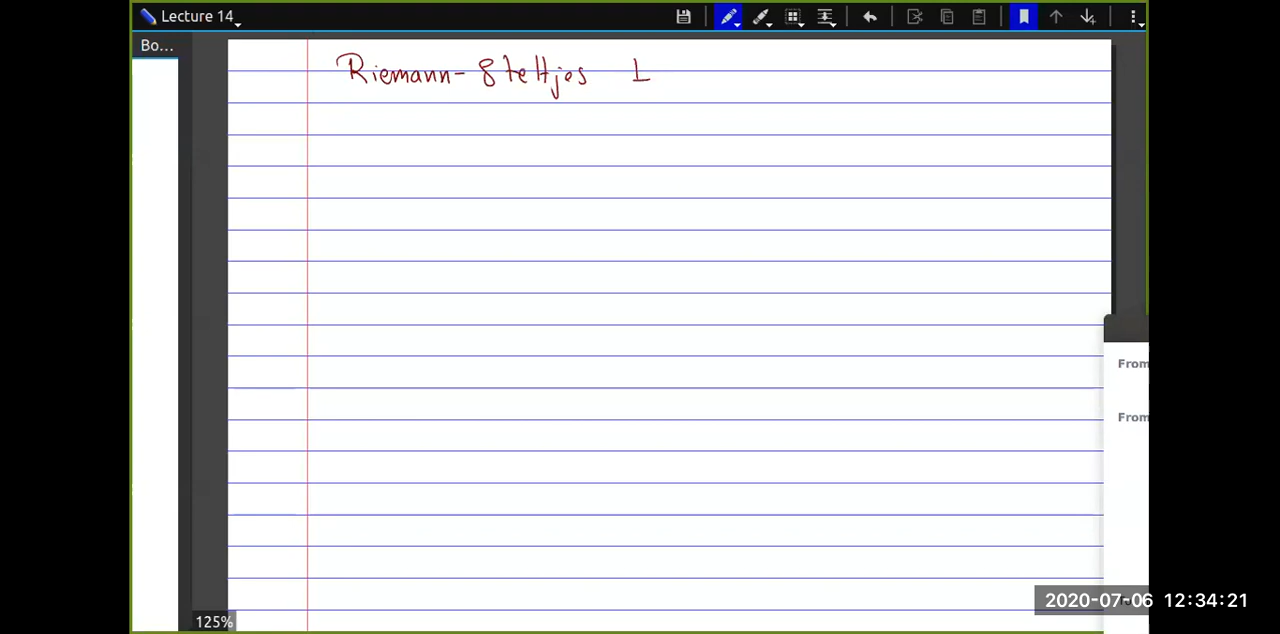 Lecture 14
Bo...
Riemann- Steltjes I
From
From
125%
2020-07-06 12:34:21